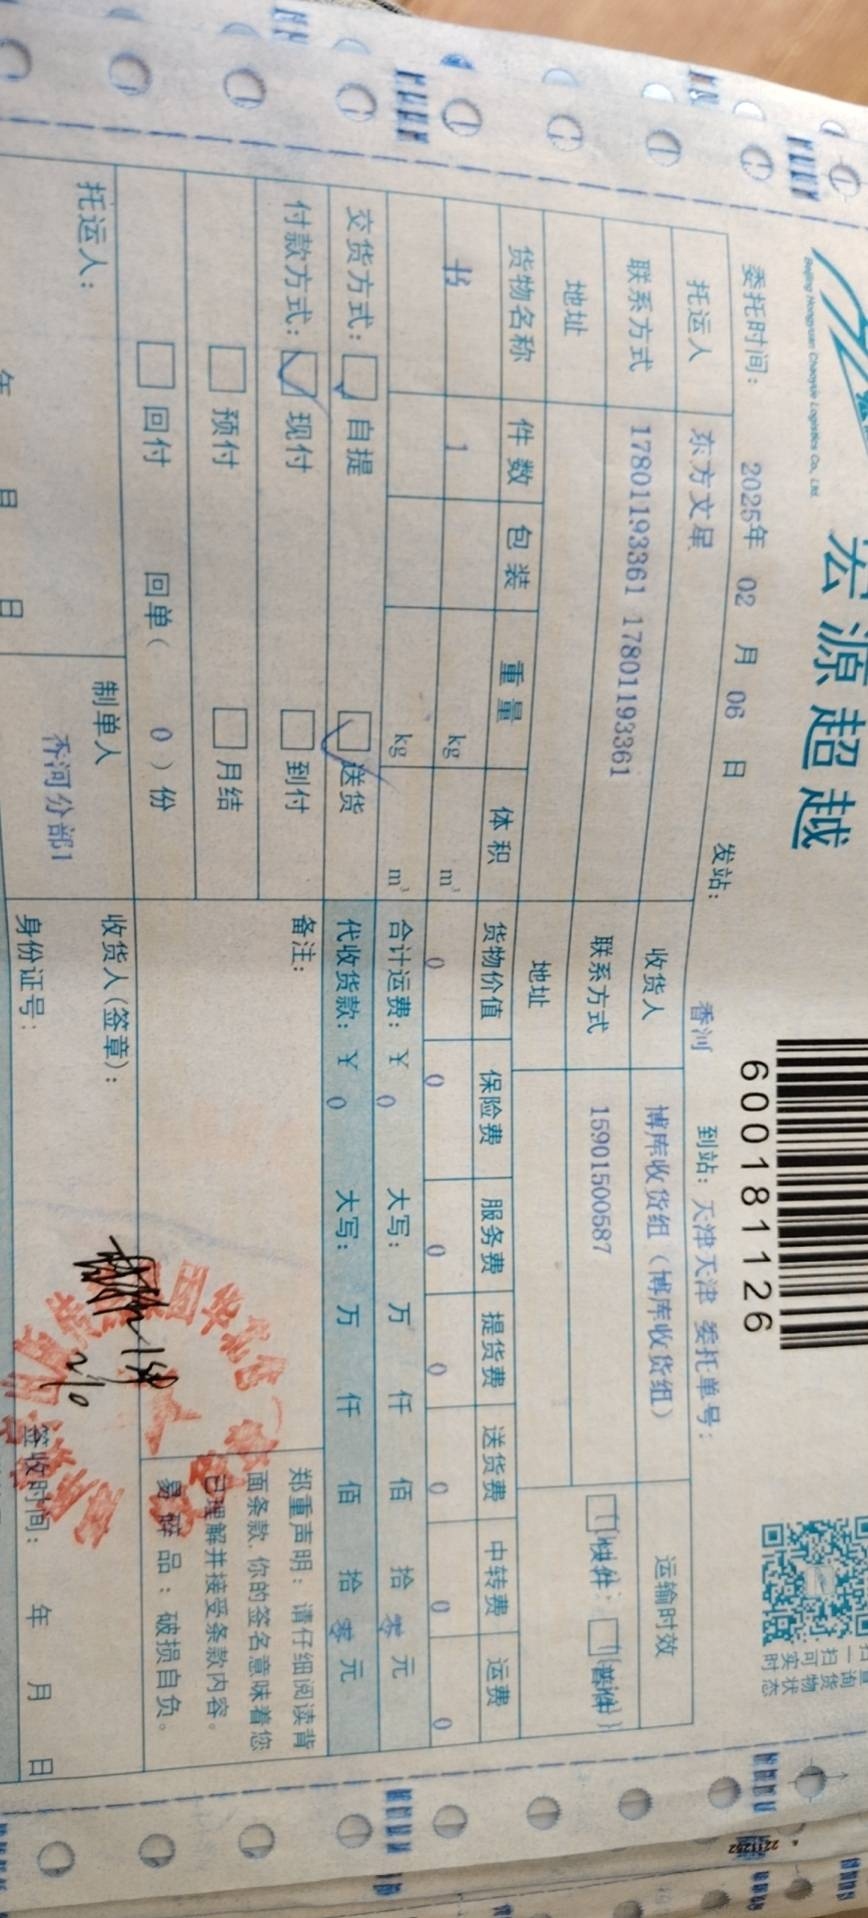 宏源超越
Beijing Hongyuan Chaoyue Logistics Co., Ltd.
6001811126
委托时间: 2025年 02 月 06 日 发站: 香河 到站: 天津天津 委托单号:
托运人 东方文星 收货人 博库收货组（博库收货组） 运输时效
联系方式 17801193361 17801193361 联系方式 15901500587
地址 地址
货物名称 件数 包装 重量 体积 货物价值 保险费 服务费 提货费 送货费 中转费 运费
书 1 kg m³ 0 0 0 0 0 0 0
kg m³ 合计运费: ¥ 0 大写: 万 仟 佰 拾 零 元
交货方式: 自提 送货 代收货款: ¥ 0 大写: 万 仟 佰 拾 零 元
付款方式: 现付 到付 备注:
预付 月结
回付 回单( 0 ) 份
郑重声明: 请仔细阅读背
面条款, 你的签名意味着您
已理解并接受条款内容。
易碎品: 破损自负。
托运人: 制单人 收货人(签章):
香河分部1
年 日 日 身份证号: 签收时间: 年 月 日